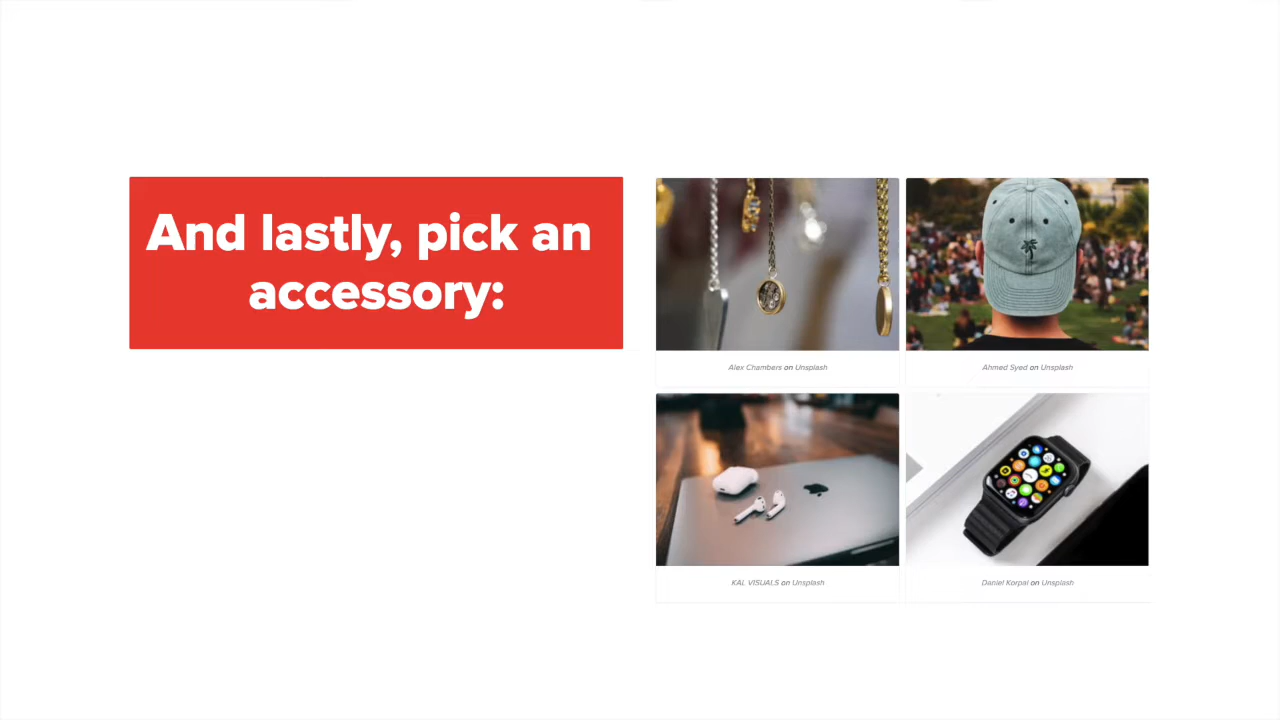 And lastly, pick an
accessory:
Alex Chambers on Unsplash
Ahmed Syed on Unsplash
KAL VISUALS on Unsplash
Daniel Korpai on Unsplash